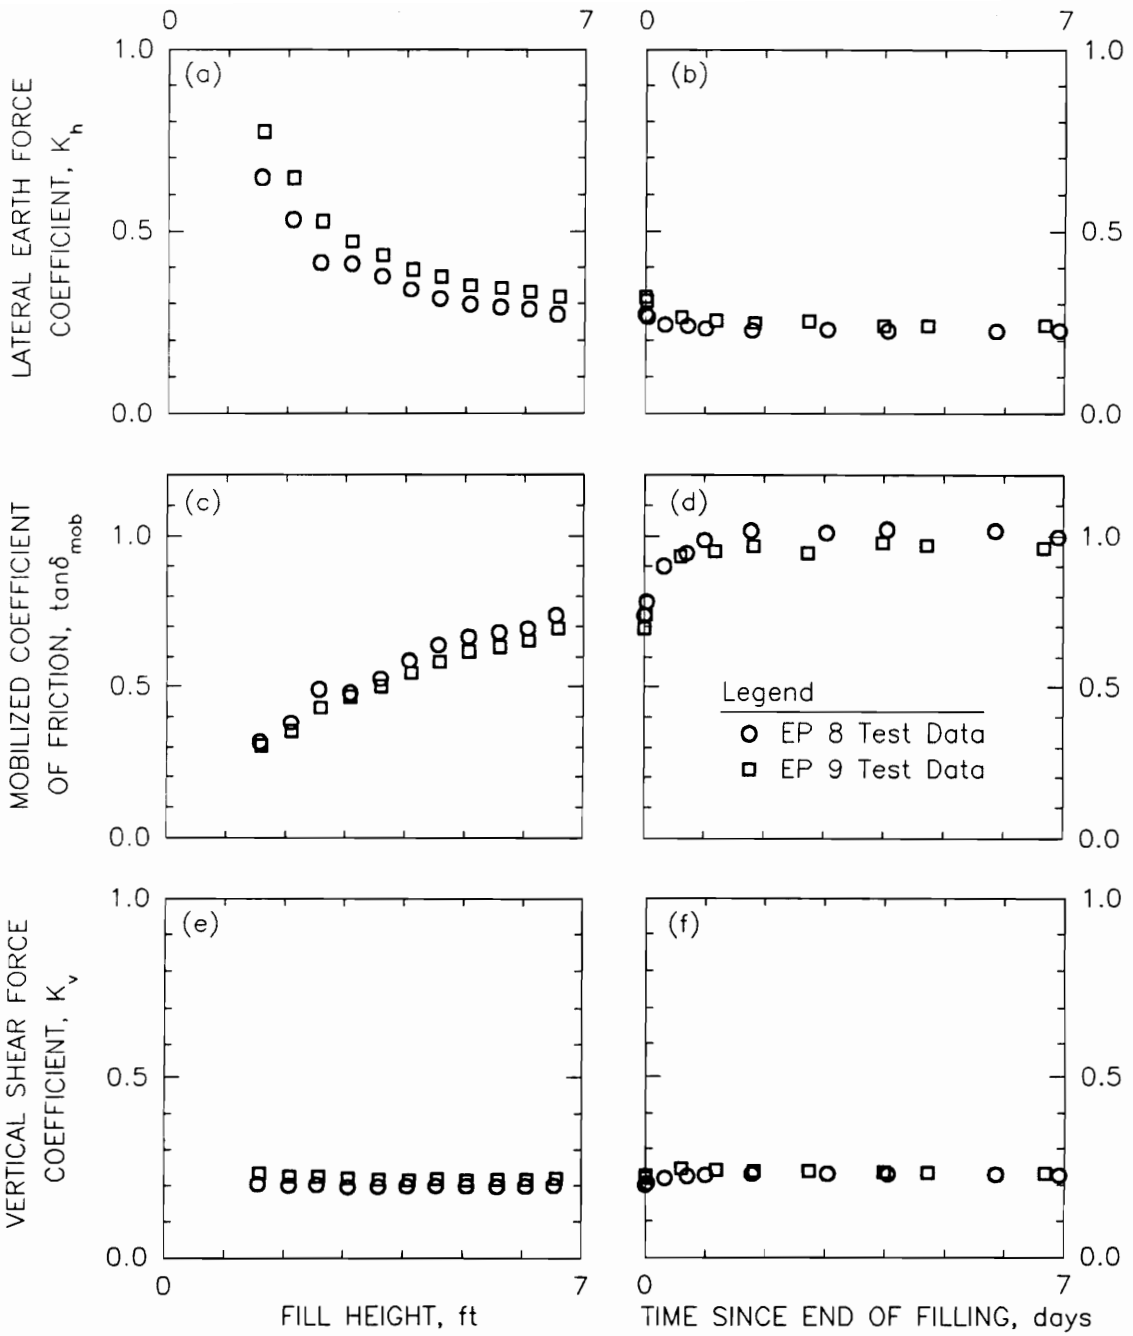 0 7 0 7
1.0 (a) (b) 1.0
LATERAL EARTH FORCE
COEFFICIENT, Kh
0.5 0.5
0.0 0.0
(c) (d)
MOBILIZED COEFFICIENT
OF FRICTION, tanδmob
1.0 1.0
0.5 0.5
Legend
EP 8 Test Data
EP 9 Test Data
0.0 0.0
1.0 (e) (f) 1.0
VERTICAL SHEAR FORCE
COEFFICIENT, Kv
0.5 0.5
0.0 0.0
0 7 0 7
FILL HEIGHT, ft
TIME SINCE END OF FILLING, days